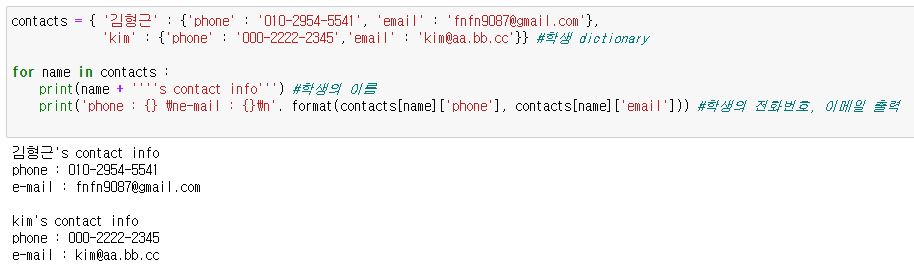 contacts = { '김형근' : {'phone' : '010-2954-5541', 'email' : 'fnfn9087@gmail.com'},
'kim' : {'phone' : '000-2222-2345','email' : 'kim@aa.bb.cc'}} #학생 dictionary
for name in contacts :
print(name + ''''s contact info''') #학생의 이름
print('phone : {} ₩ne-mail : {}₩n'. format(contacts[name]['phone'], contacts[name]['email'])) #학생의 전화번호, 이메일 출력
김형근's contact info
phone : 010-2954-5541
e-mail : fnfn9087@gmail.com
kim's contact info
phone : 000-2222-2345
e-mail : kim@aa.bb.cc